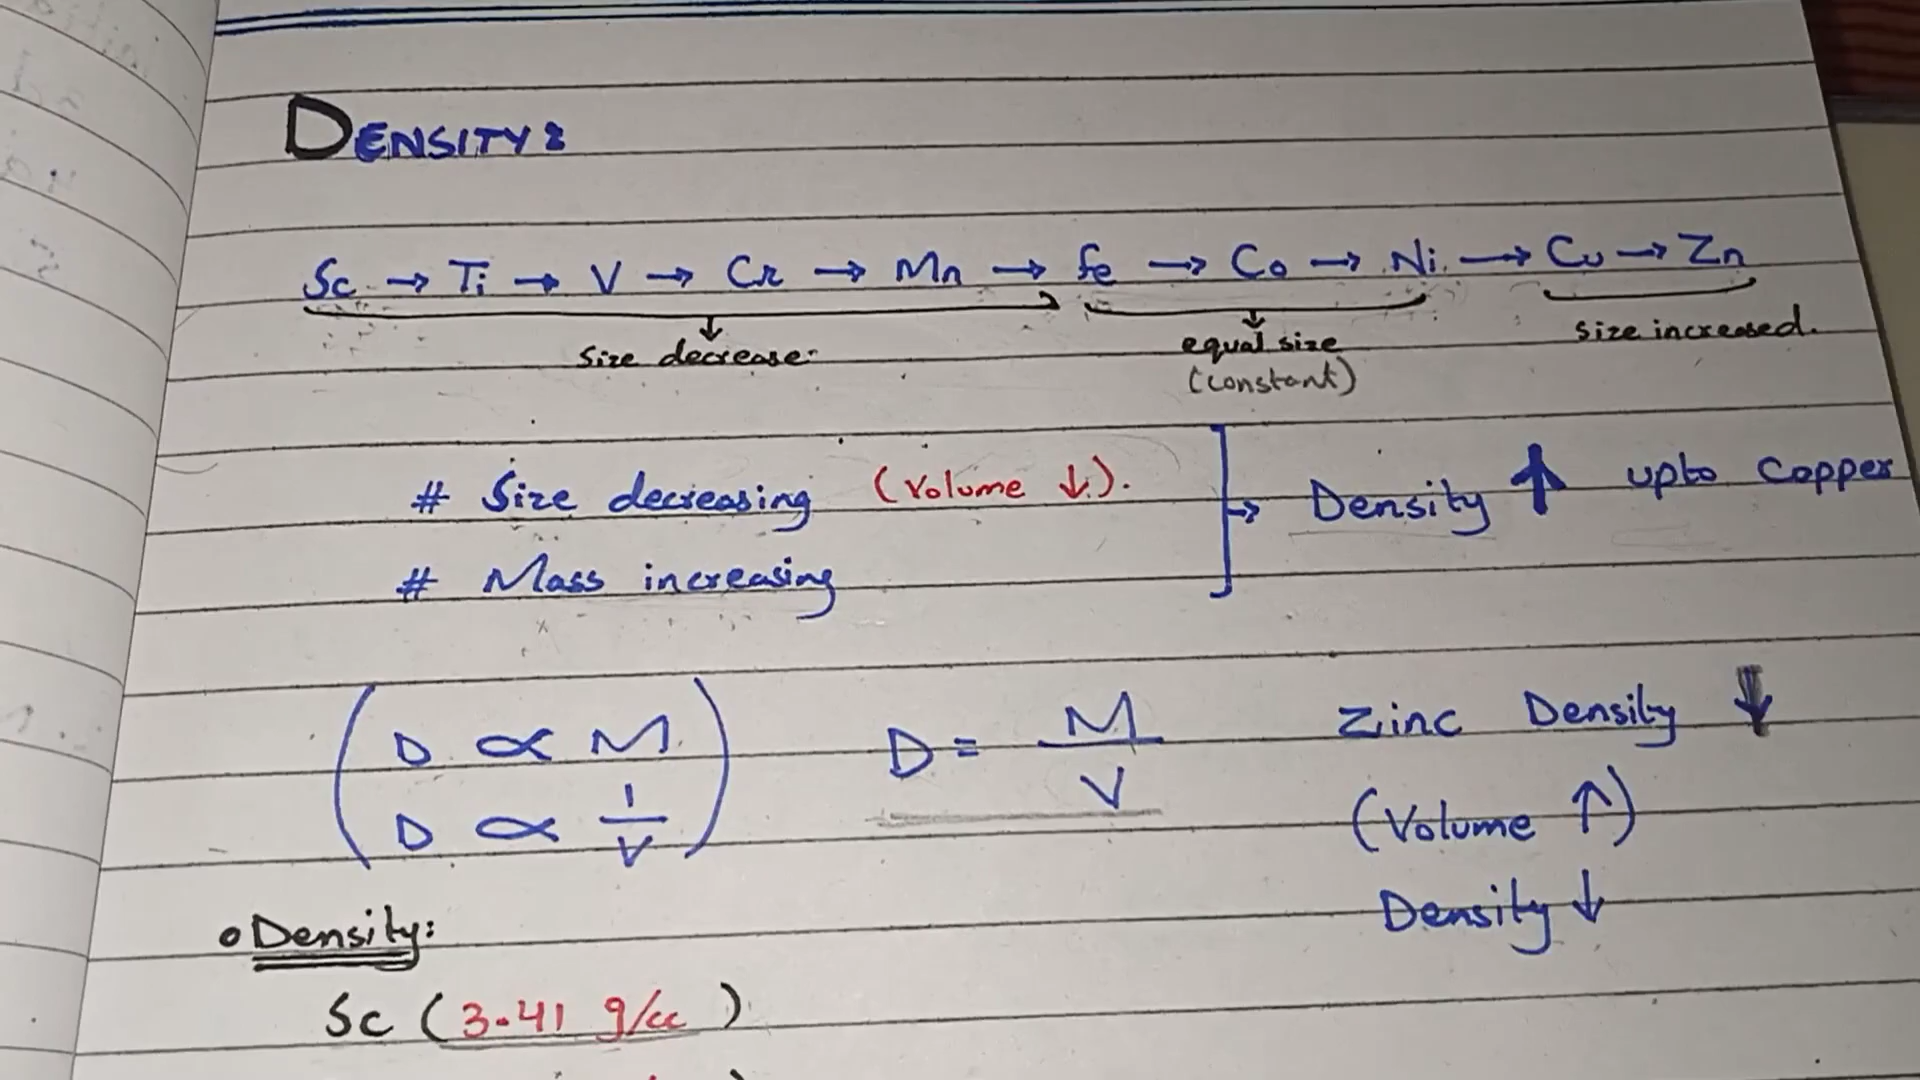 DENSITY:
Sc → Ti → V → Cr → Mn → Fe → Co → Ni → Cu → Zn
↓ ↓ size increased.
Size decrease. equal size
(constant)
# Size decreasing (Volume ↓).
→ Density ↑ upto Copper
# Mass increasing
D ∝ M
D ∝ 1/V
D = M/V
Zinc Density ↓
(Volume ↑)
Density ↓
• Density:
Sc (3.41 g/cc)